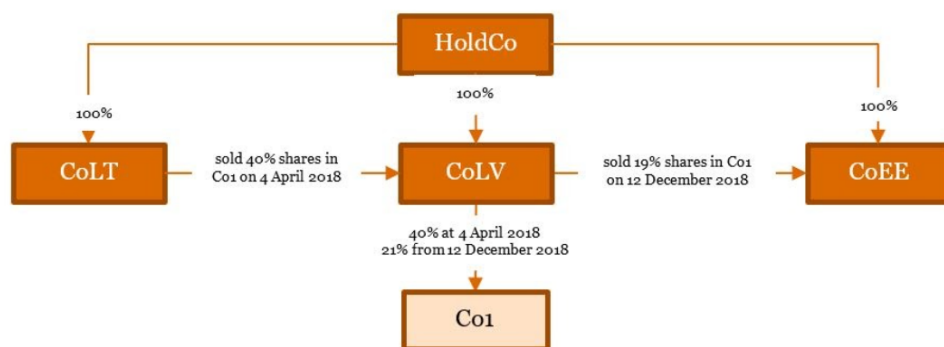 HoldCo
100%
100%
100%
CoLT
sold 40% shares in
Co1 on 4 April 2018
CoLV
sold 19% shares in Co1
on 12 December 2018
CoEE
40% at 4 April 2018
21% from 12 December 2018
Co1